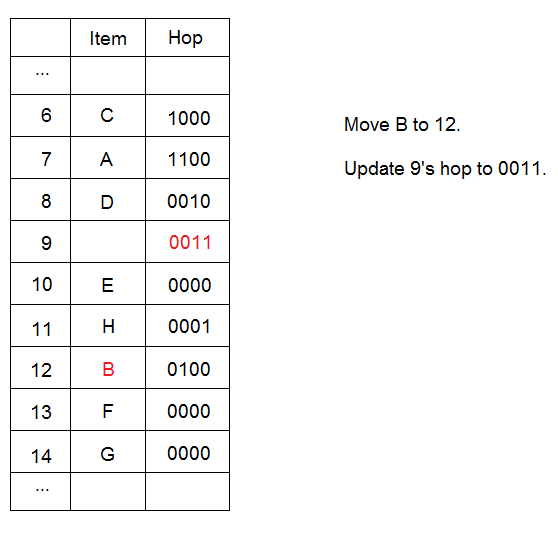 Item Hop
...
6 C 1000
7 A 1100
8 D 0010
9 0011
10 E 0000
11 H 0001
12 B 0100
13 F 0000
14 G 0000
...
Move B to 12.
Update 9's hop to 0011.